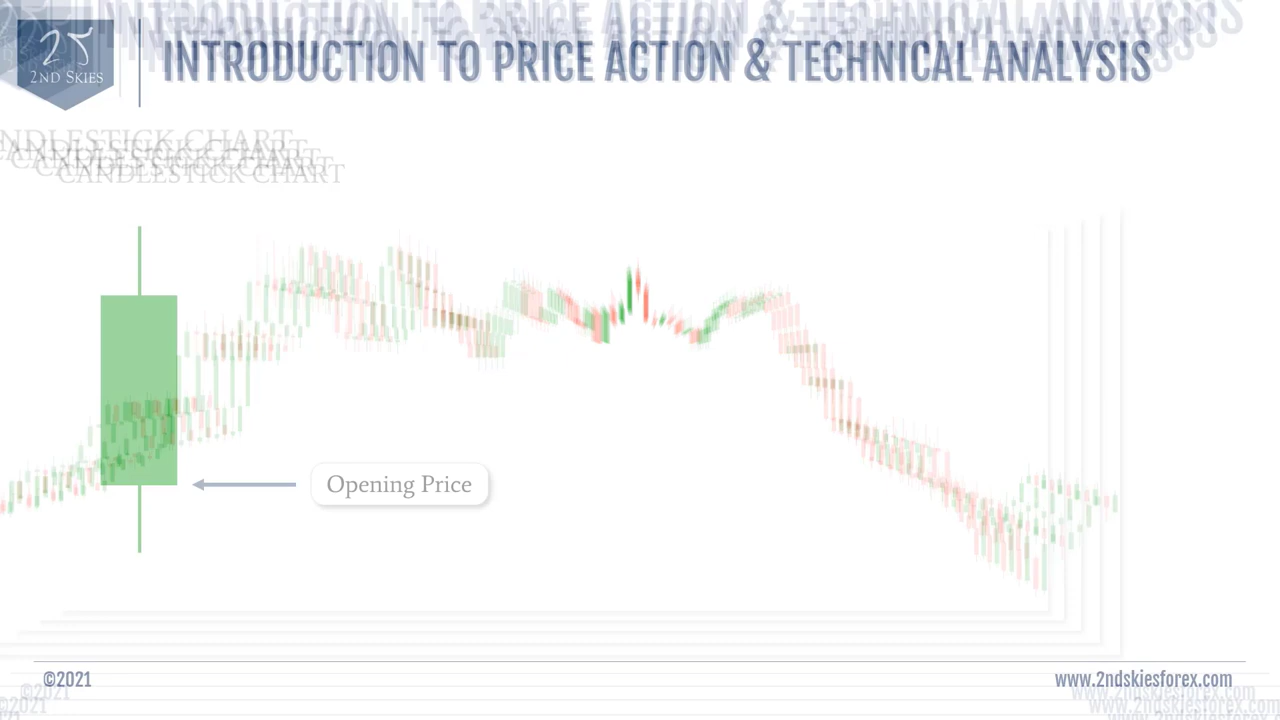 25
2ND SKIES
INTRODUCTION TO PRICE ACTION & TECHNICAL ANALYSIS
CANDLESTICK CHART
Opening Price
©2021
www.2ndskiesforex.com